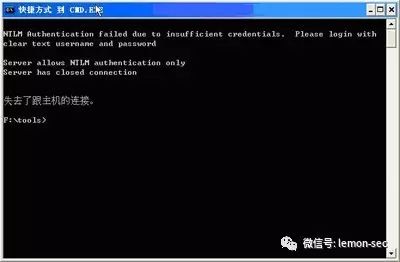 快捷方式 到 CMD.EXE
NTLM Authentication failed due to insufficient credentials.  Please login with
clear text username and password
Server allows NTLM authentication only
Server has closed connection
失去了跟主机的连接。
F:\tools>
微信号: lemon-sec